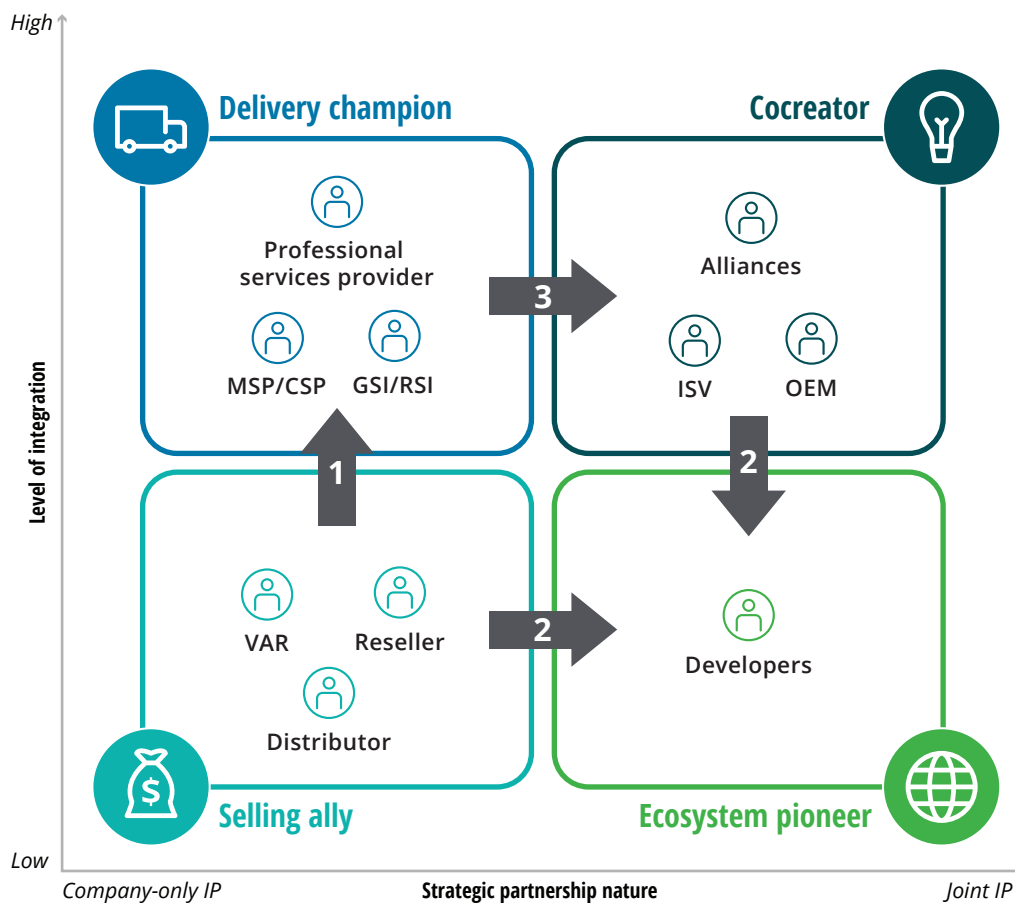 High
Delivery champion
Cocreator
Professional
services provider
Alliances
3
MSP/CSP
GSI/RSI
ISV
OEM
Level of integration
1
2
VAR
Reseller
2
Developers
Distributor
$
Selling ally
Ecosystem pioneer
Low
Company-only IP
Strategic partnership nature
Joint IP